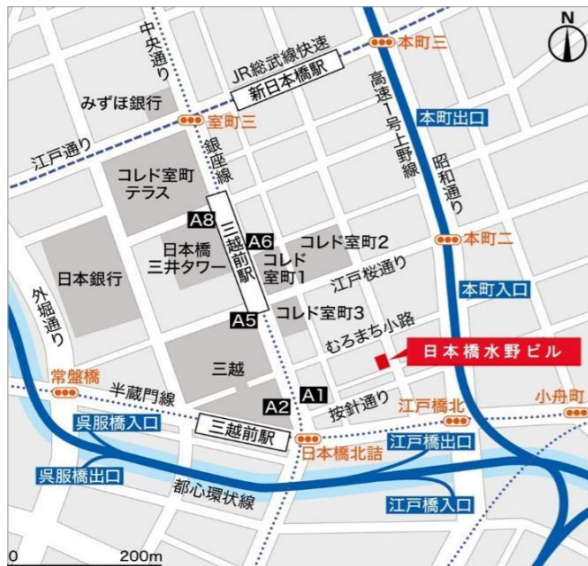 中央通り
JR総武線快速
本町三
N
新日本橋駅
みずほ銀行
室町三
江戸通り
銀座線
高速1号上野線
本町出口
昭和通り
コレド室町
テラス
A8
三越前駅
A6
コレド室町2
日本橋
三井タワー
コレド
室町1
江戸桜通り
本町二
日本銀行
本町入口
外堀通り
コレド室町3
A5
むろまち小路
日本橋水野ビル
三越
常盤橋
半蔵門線
A2
A1
按針通り
江戸橋北
小舟町
呉服橋入口
三越前駅
日本橋北詰
江戸橋出口
呉服橋出口
都心環状線
江戸橋入口
0
200m